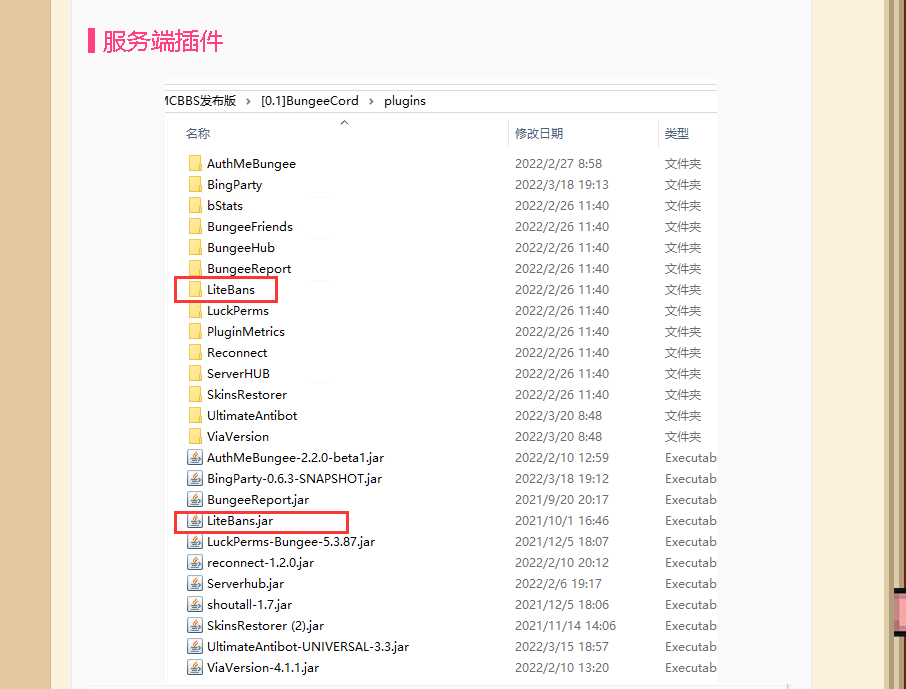 服务端插件
MCBBS发布版 > [0.1]BungeeCord > plugins
名称 修改日期 类型
AuthMeBungee 2022/2/27 8:58 文件夹
BingParty 2022/3/18 19:13 文件夹
bStats 2022/2/26 11:40 文件夹
BungeeFriends 2022/2/26 11:40 文件夹
BungeeHub 2022/2/26 11:40 文件夹
BungeeReport 2022/2/26 11:40 文件夹
LiteBans 2022/2/26 11:40 文件夹
LuckPerms 2022/2/26 11:40 文件夹
PluginMetrics 2022/2/26 11:40 文件夹
Reconnect 2022/2/26 11:40 文件夹
ServerHUB 2022/2/26 11:40 文件夹
SkinsRestorer 2022/2/26 11:40 文件夹
UltimateAntibot 2022/3/20 8:48 文件夹
ViaVersion 2022/3/20 8:48 文件夹
AuthMeBungee-2.2.0-beta1.jar 2022/2/10 12:59 Executab
BingParty-0.6.3-SNAPSHOT.jar 2022/3/18 19:12 Executab
BungeeReport.jar 2021/9/20 20:17 Executab
LiteBans.jar 2021/10/1 16:46 Executab
LuckPerms-Bungee-5.3.87.jar 2021/12/5 18:07 Executab
reconnect-1.2.0.jar 2022/2/10 20:12 Executab
Serverhub.jar 2022/2/6 19:17 Executab
shoutall-1.7.jar 2021/12/5 18:06 Executab
SkinsRestorer (2).jar 2021/11/14 14:06 Executab
UltimateAntibot-UNIVERSAL-3.3.jar 2022/3/15 18:57 Executab
ViaVersion-4.1.1.jar 2022/2/10 13:20 Executab